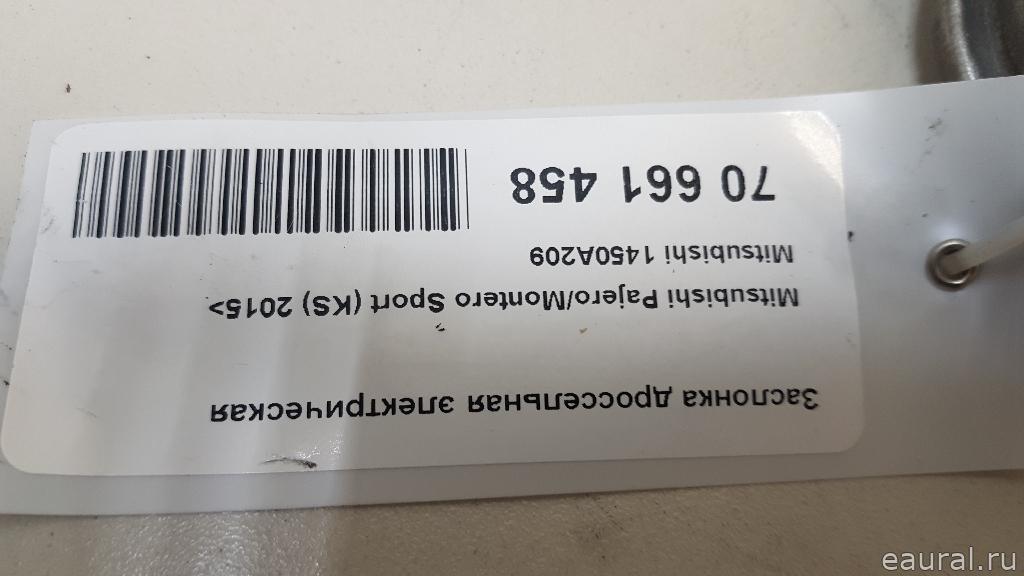 Заслонка дроссельная электрическая
Mitsubishi Pajero/Montero Sport (KS) 2015>
Mitsubishi 1450A209
70 661 458
eaural.ru